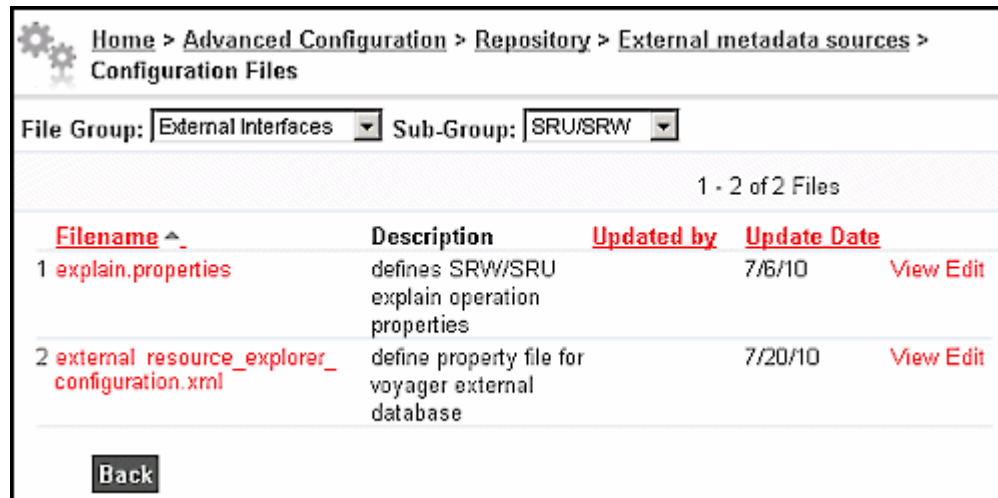 Home > Advanced Configuration > Repository > External metadata sources >
Configuration Files
File Group: External Interfaces Sub-Group: SRU/SRW
1 - 2 of 2 Files
Filename Description Updated by Update Date
1 explain.properties defines SRW/SRU 7/6/10 View Edit
explain operation
properties
2 external_resource_explorer_ define property file for 7/20/10 View Edit
configuration.xml voyager external
database
Back